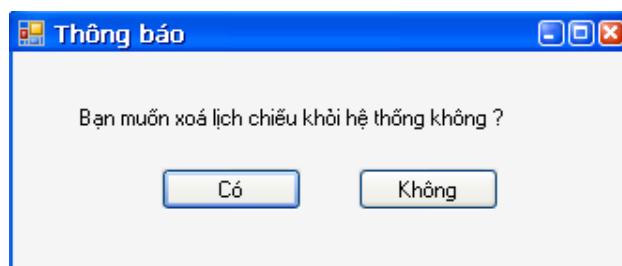 Thông báo
Bạn muốn xoá lịch chiếu khỏi hệ thống không ?
Có
Không